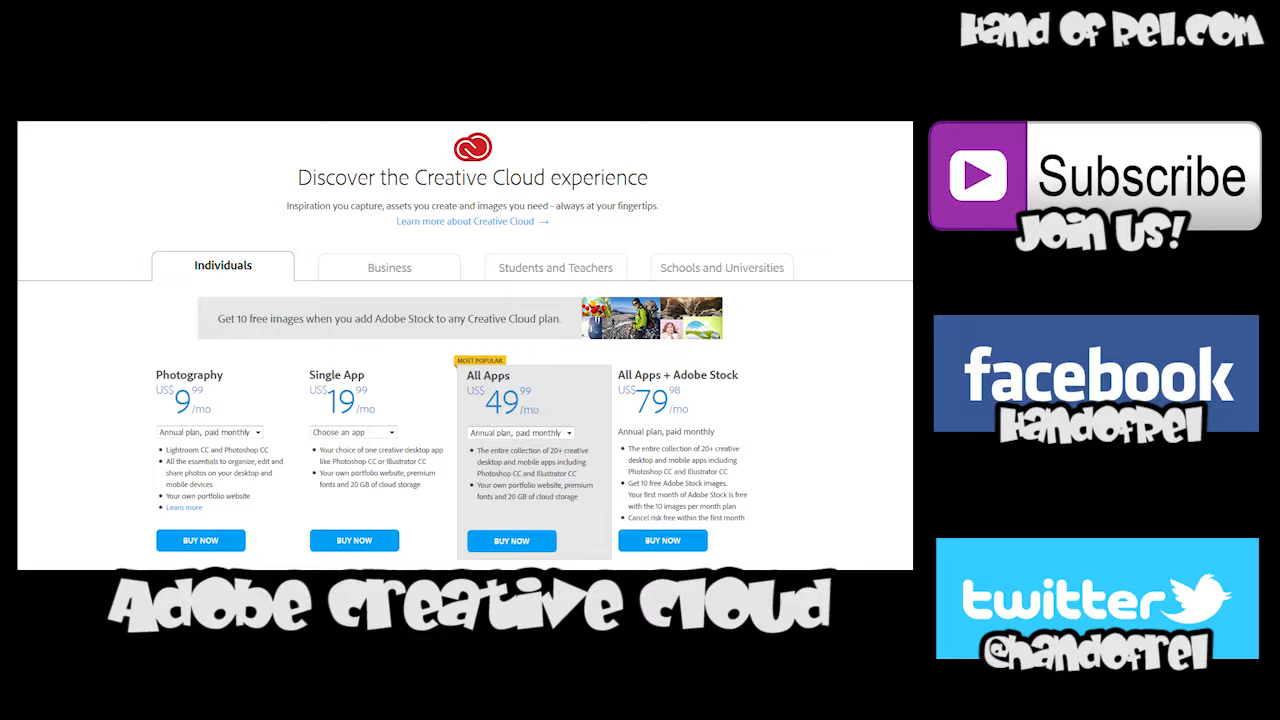 Hand Of Rei.com
Discover the Creative Cloud experience
Inspiration you capture, assets you create and images you need - always at your fingertips.
Learn more about Creative Cloud →
Individuals
Business
Students and Teachers
Schools and Universities
Get 10 free images when you add Adobe Stock to any Creative Cloud plan.
Photography
US$ 9 99 /mo
Annual plan, paid monthly
• Lightroom CC and Photoshop CC
• All the essentials to organize, edit and
share photos on your desktop and
mobile devices
• Your own portfolio website
• Learn more
BUY NOW
Single App
US$ 19 99 /mo
Choose an app
• Your choice of one creative desktop app
like Photoshop CC or Illustrator CC
• Your own portfolio website, premium
fonts and 20 GB of cloud storage
BUY NOW
MOST POPULAR
All Apps
US$ 49 99 /mo
Annual plan, paid monthly
• The entire collection of 20+ creative
desktop and mobile apps including
Photoshop CC and Illustrator CC
• Your own portfolio website, premium
fonts and 20 GB of cloud storage
BUY NOW
All Apps + Adobe Stock
US$ 79 98 /mo
Annual plan, paid monthly
• The entire collection of 20+ creative
desktop and mobile apps including
Photoshop CC and Illustrator CC
• Get 10 free Adobe Stock images.
Your first month of Adobe Stock is free
with the 10 images per month plan
• Cancel risk free within the first month
BUY NOW
Adobe Creative Cloud
Subscribe
Join Us!
facebook
HandofRei
twitter
@handofrei